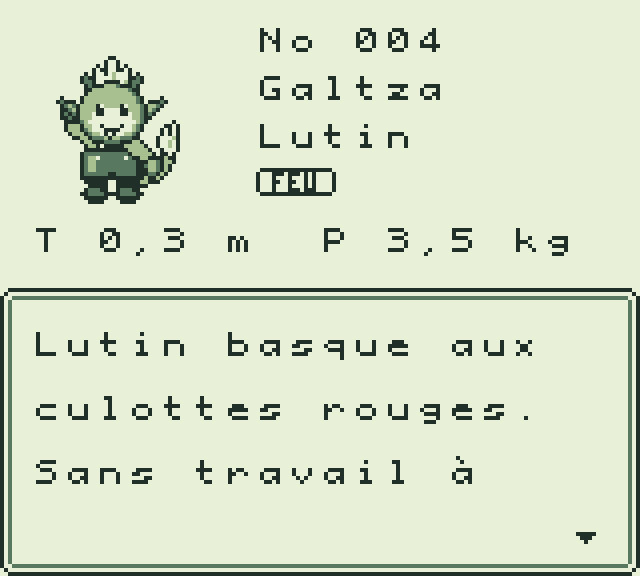 No 004
Galtza
Lutin
FEU
T 0,3 m P 3,5 kg
Lutin basque aux
culottes rouges.
Sans travail à